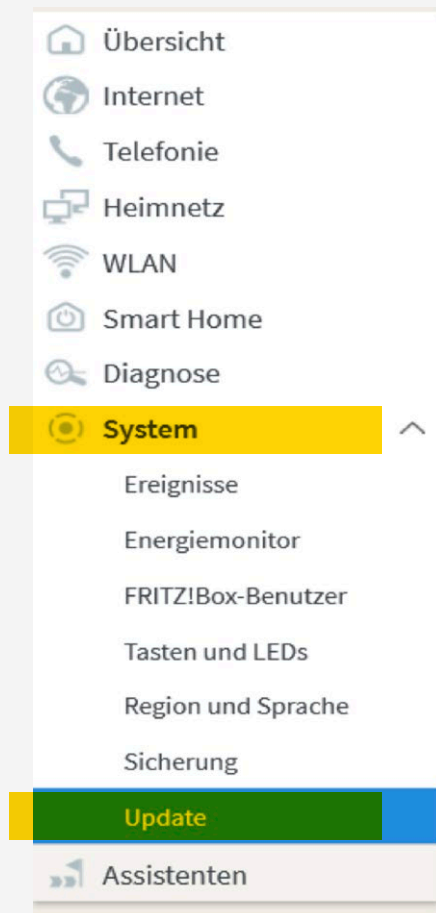 Übersicht
Internet
Telefonie
Heimnetz
WLAN
Smart Home
Diagnose
System
Ereignisse
Energiemonitor
FRITZ!Box-Benutzer
Tasten und LEDs
Region und Sprache
Sicherung
Update
Assistenten